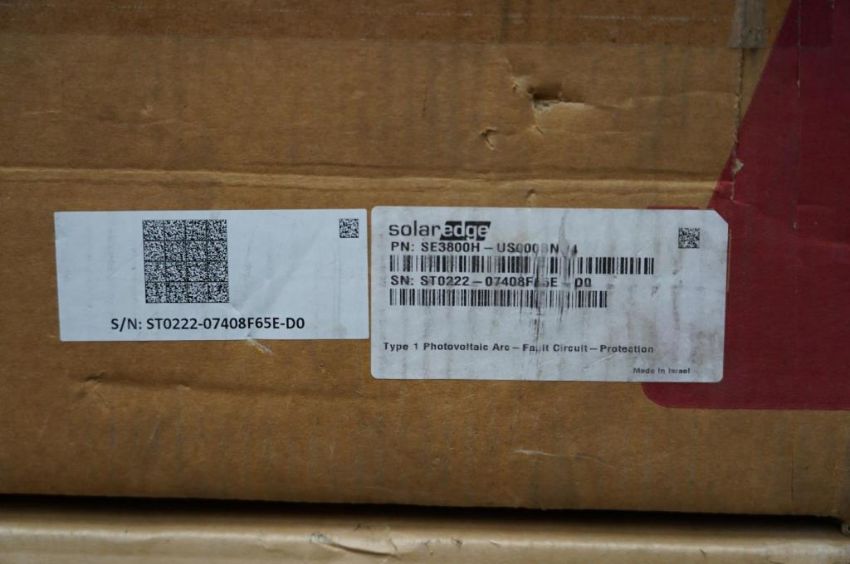 S/N: ST0222-07408F65E-D0
solaredge
PN: SE3800H-US000BN
SN: ST0222-07408F65E-D0
Type 1 Photovoltaic Arc-Fault Circuit-Protection
Made in Israel